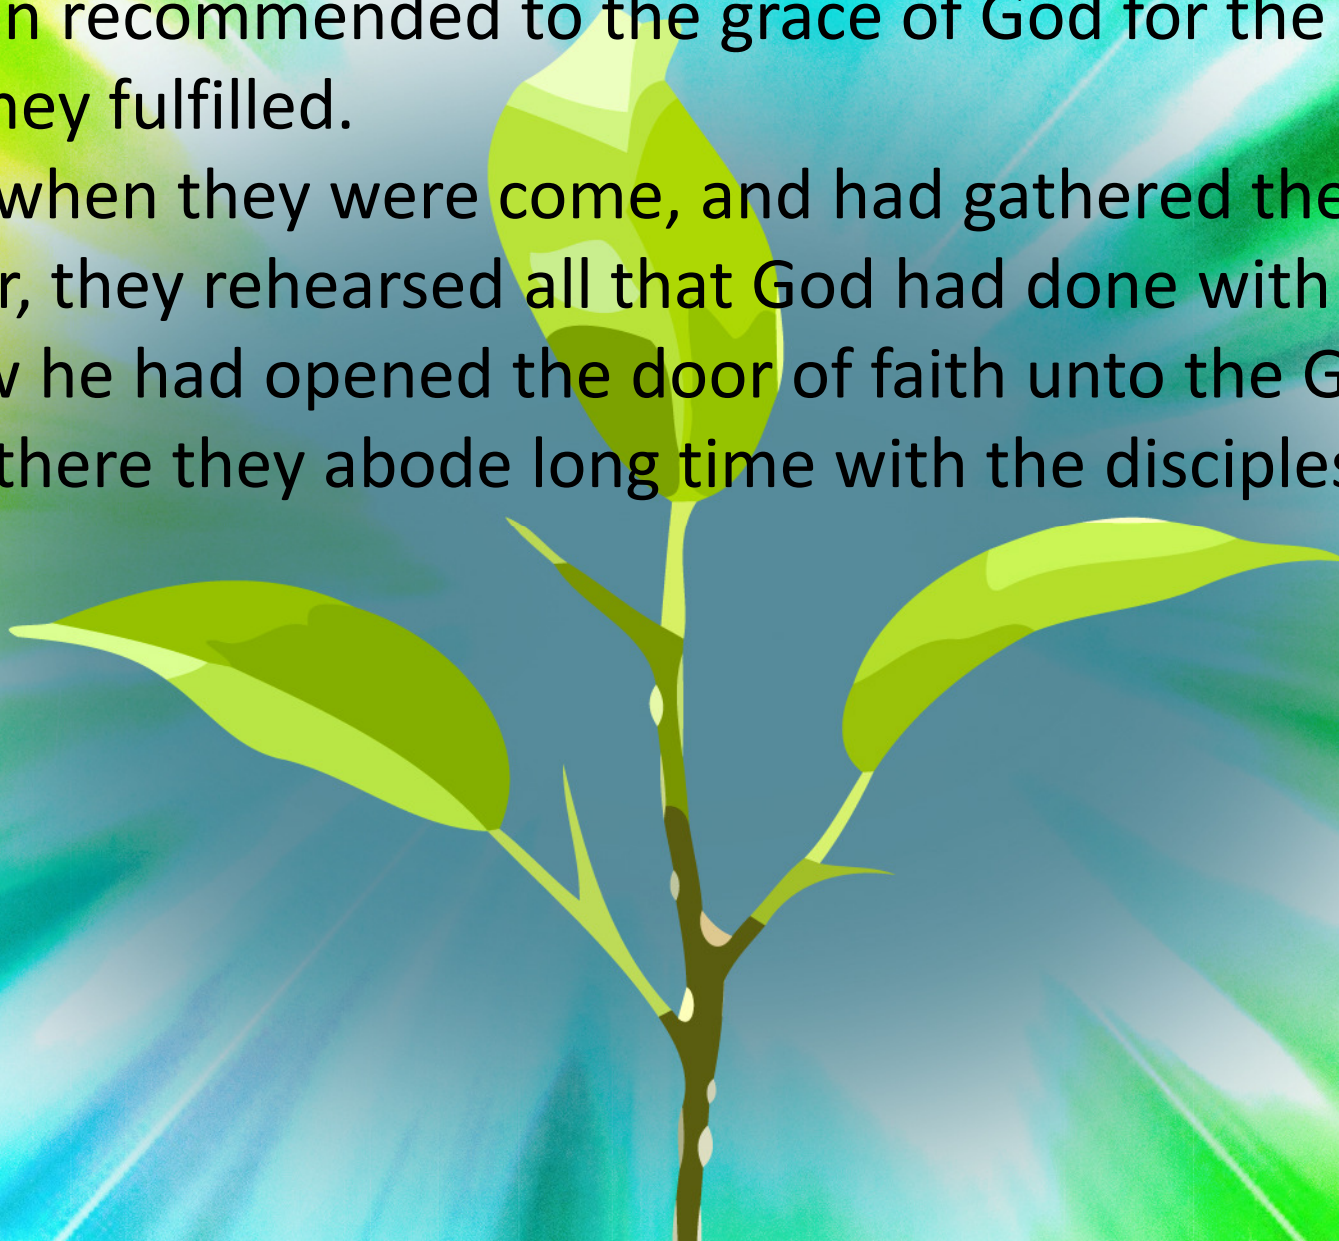 n recommended to the grace of God for the
hey fulfilled.
when they were come, and had gathered the
r, they rehearsed all that God had done with
w he had opened the door of faith unto the G
there they abode long time with the disciples